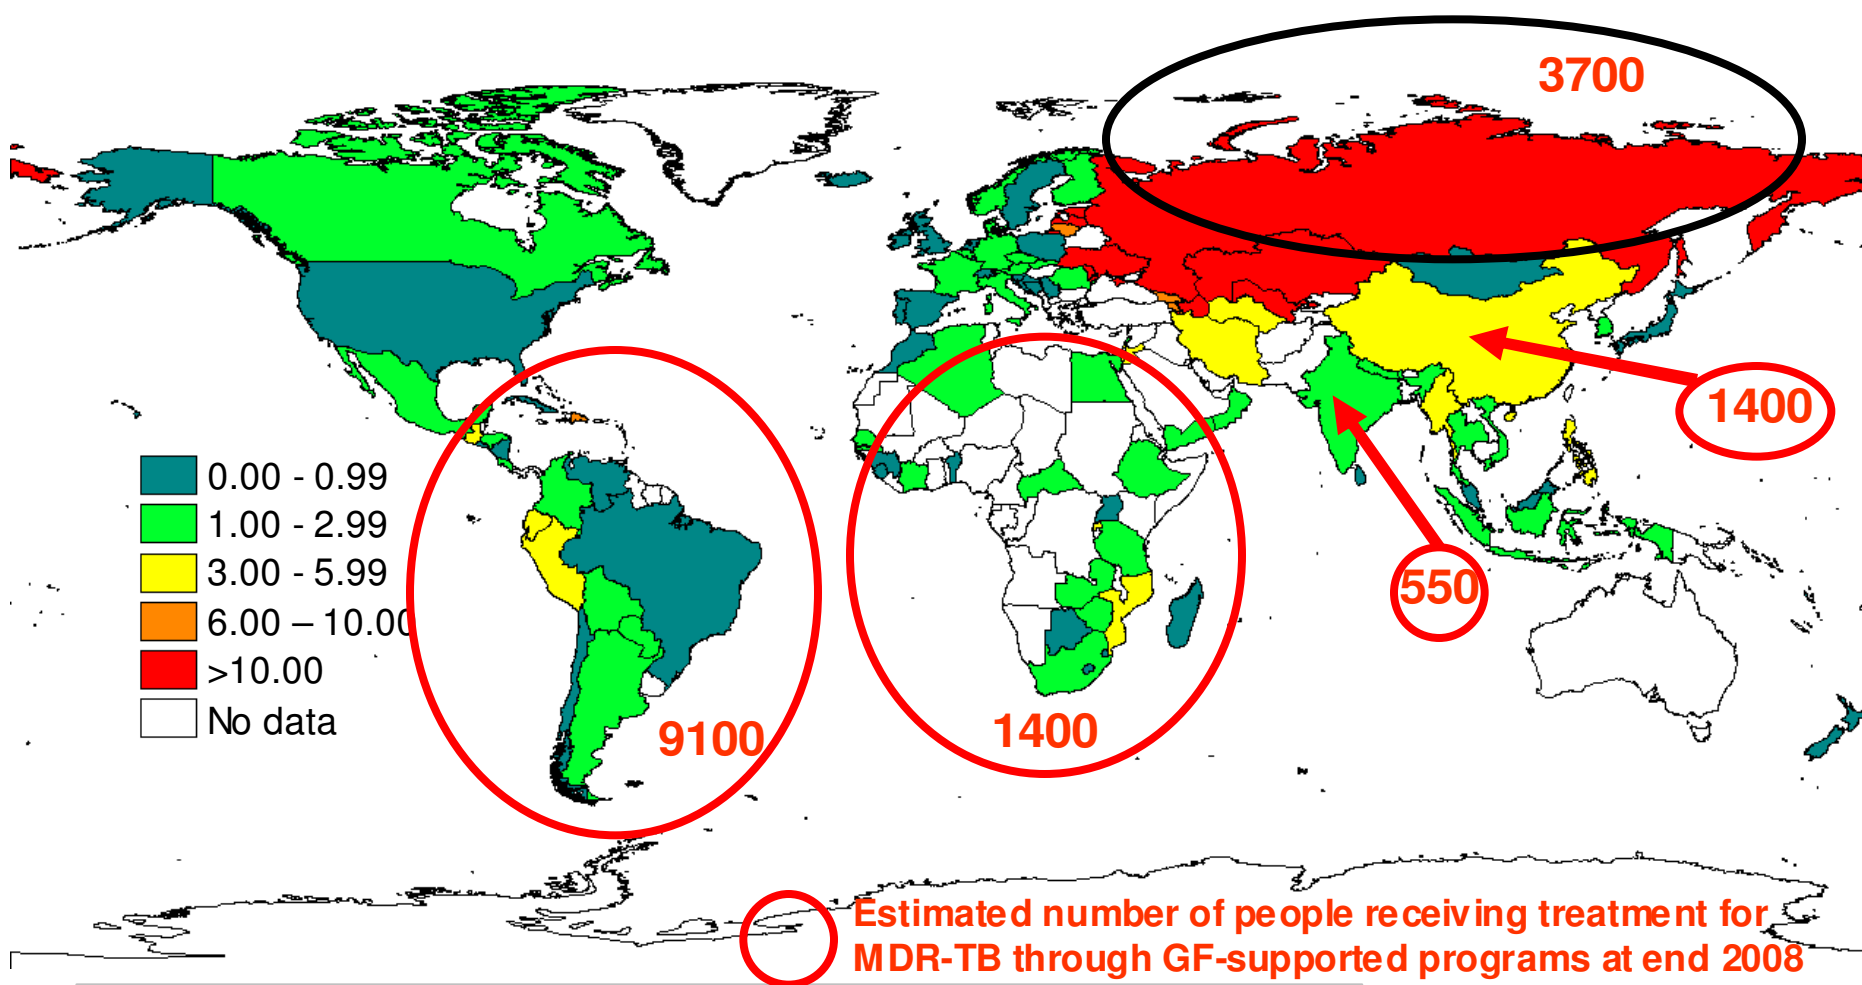 3700
1400
0.00 - 0.99
1.00 - 2.99
3.00 - 5.99
6.00 – 10.00
>10.00
No data
550
9100
1400
Estimated number of people receiving treatment for
MDR-TB through GF-supported programs at end 2008